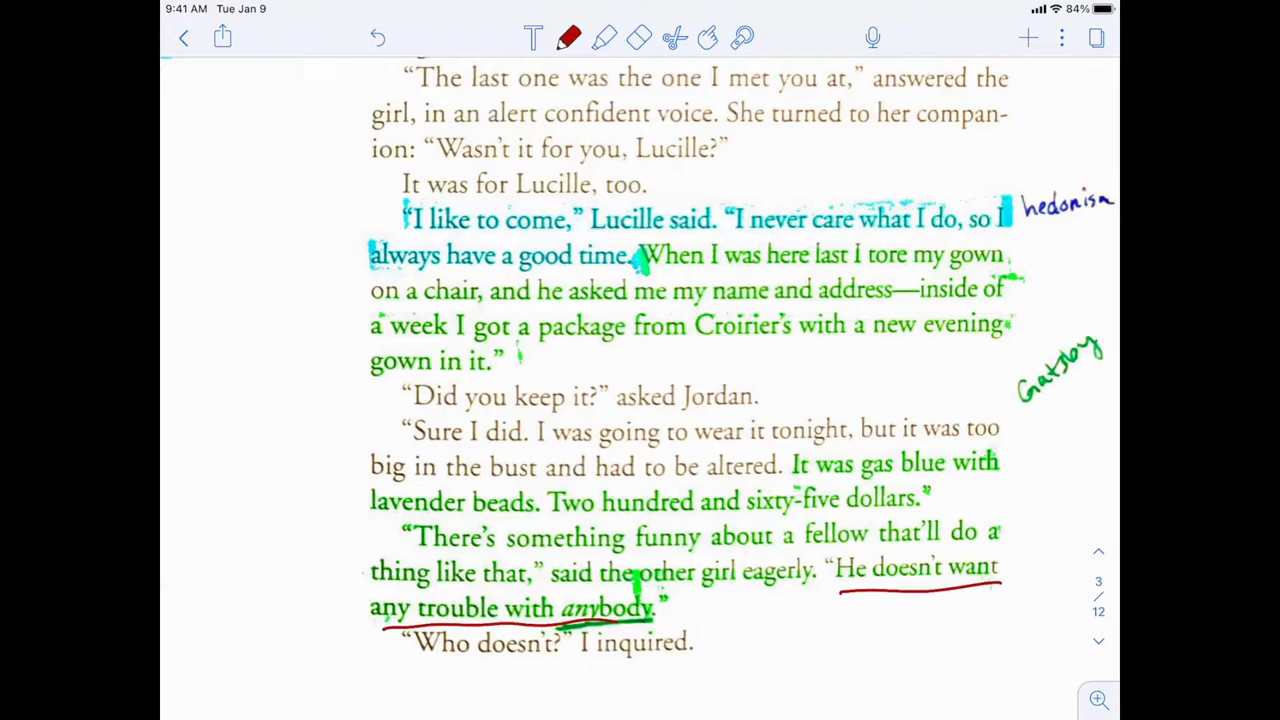 9:41 AM Tue Jan 9
84%
“The last one was the one I met you at,” answered the
girl, in an alert confident voice. She turned to her compan-
ion: “Wasn’t it for you, Lucille?”
It was for Lucille, too.
“I like to come,” Lucille said. “I never care what I do, so I
hedonism
always have a good time. When I was here last I tore my gown
on a chair, and he asked me my name and address—inside of
a week I got a package from Croirier’s with a new evening
gown in it.”
Gatsby
“Did you keep it?” asked Jordan.
“Sure I did. I was going to wear it tonight, but it was too
big in the bust and had to be altered. It was gas blue with
lavender beads. Two hundred and sixty-five dollars.”
“There’s something funny about a fellow that’ll do a
thing like that,” said the other girl eagerly. “He doesn’t want
any trouble with anybody.”
“Who doesn’t?” I inquired.
3
/
12